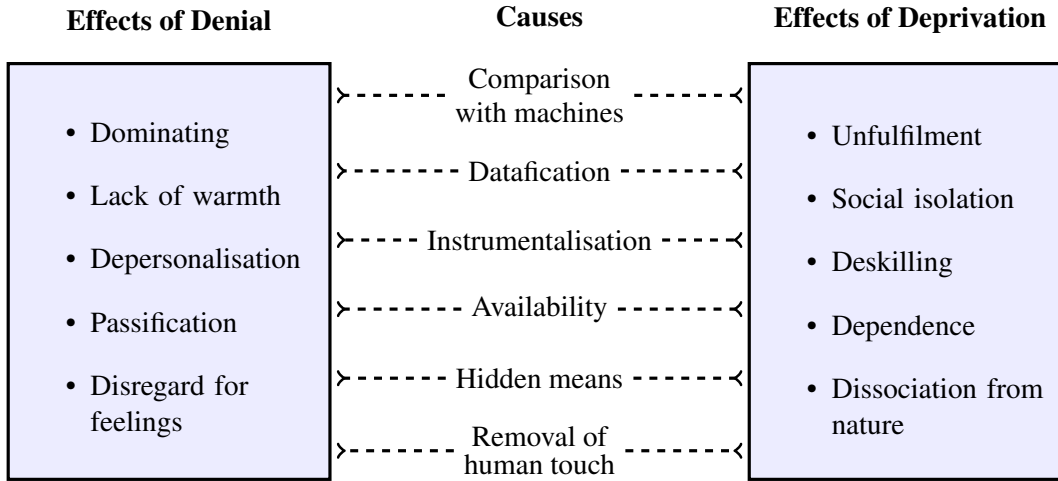 Effects of Denial
Causes
Effects of Deprivation
• Dominating
• Lack of warmth
• Depersonalisation
• Passification
• Disregard for
feelings
Comparison
with machines
Datafication
Instrumentalisation
Availability
Hidden means
Removal of
human touch
• Unfulfilment
• Social isolation
• Deskilling
• Dependence
• Dissociation from
nature